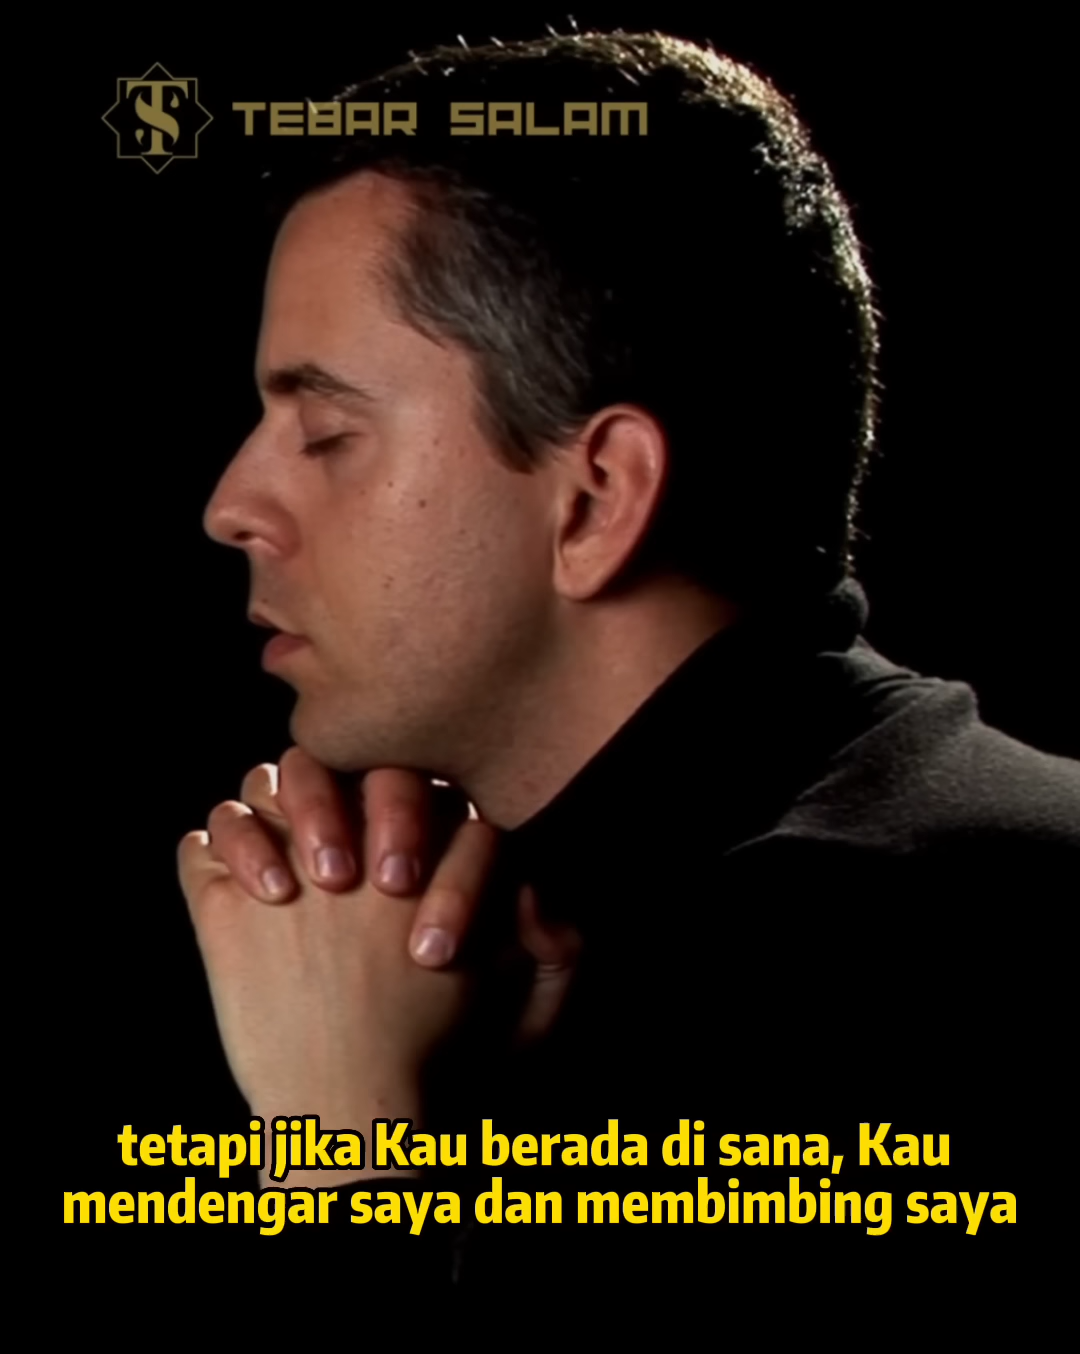 TEBAR SALAM
tetapi jika Kau berada di sana, Kau
mendengar saya dan membimbing saya